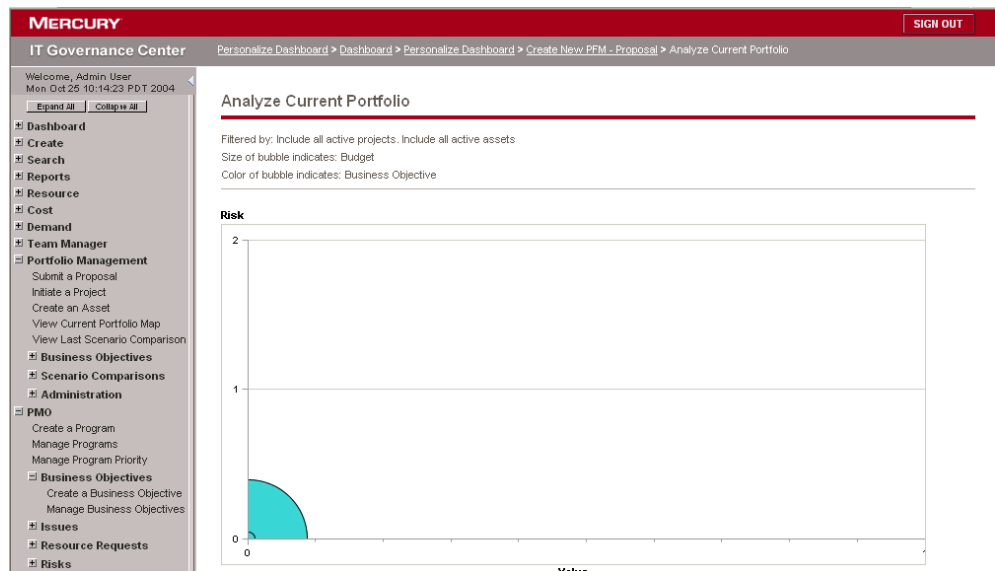 MERCURY
SIGN OUT
IT Governance Center
Personalize Dashboard > Dashboard > Personalize Dashboard > Create New PFM - Proposal > Analyze Current Portfolio
Welcome, Admin User
Mon Oct 25 10:14:23 PDT 2004
Expand All Collapse All
Dashboard
Create
Search
Reports
Resource
Cost
Demand
Team Manager
Portfolio Management
Submit a Proposal
Initiate a Project
Create an Asset
View Current Portfolio Map
View Last Scenario Comparison
Business Objectives
Scenario Comparisons
Administration
PMO
Create a Program
Manage Programs
Manage Program Priority
Business Objectives
Create a Business Objective
Manage Business Objectives
Issues
Resource Requests
Risks
Analyze Current Portfolio
Filtered by: Include all active projects. Include all active assets
Size of bubble indicates: Budget
Color of bubble indicates: Business Objective
Risk
2
1
0
0
Value